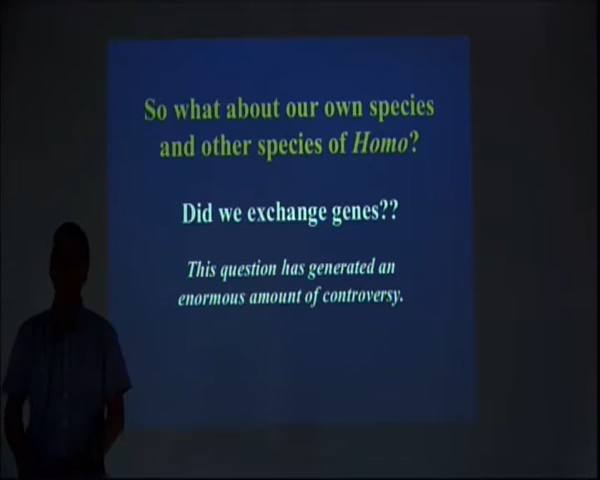 So what about our own species
and other species of Homo?
Did we exchange genes??
This question has generated an
enormous amount of controversy.